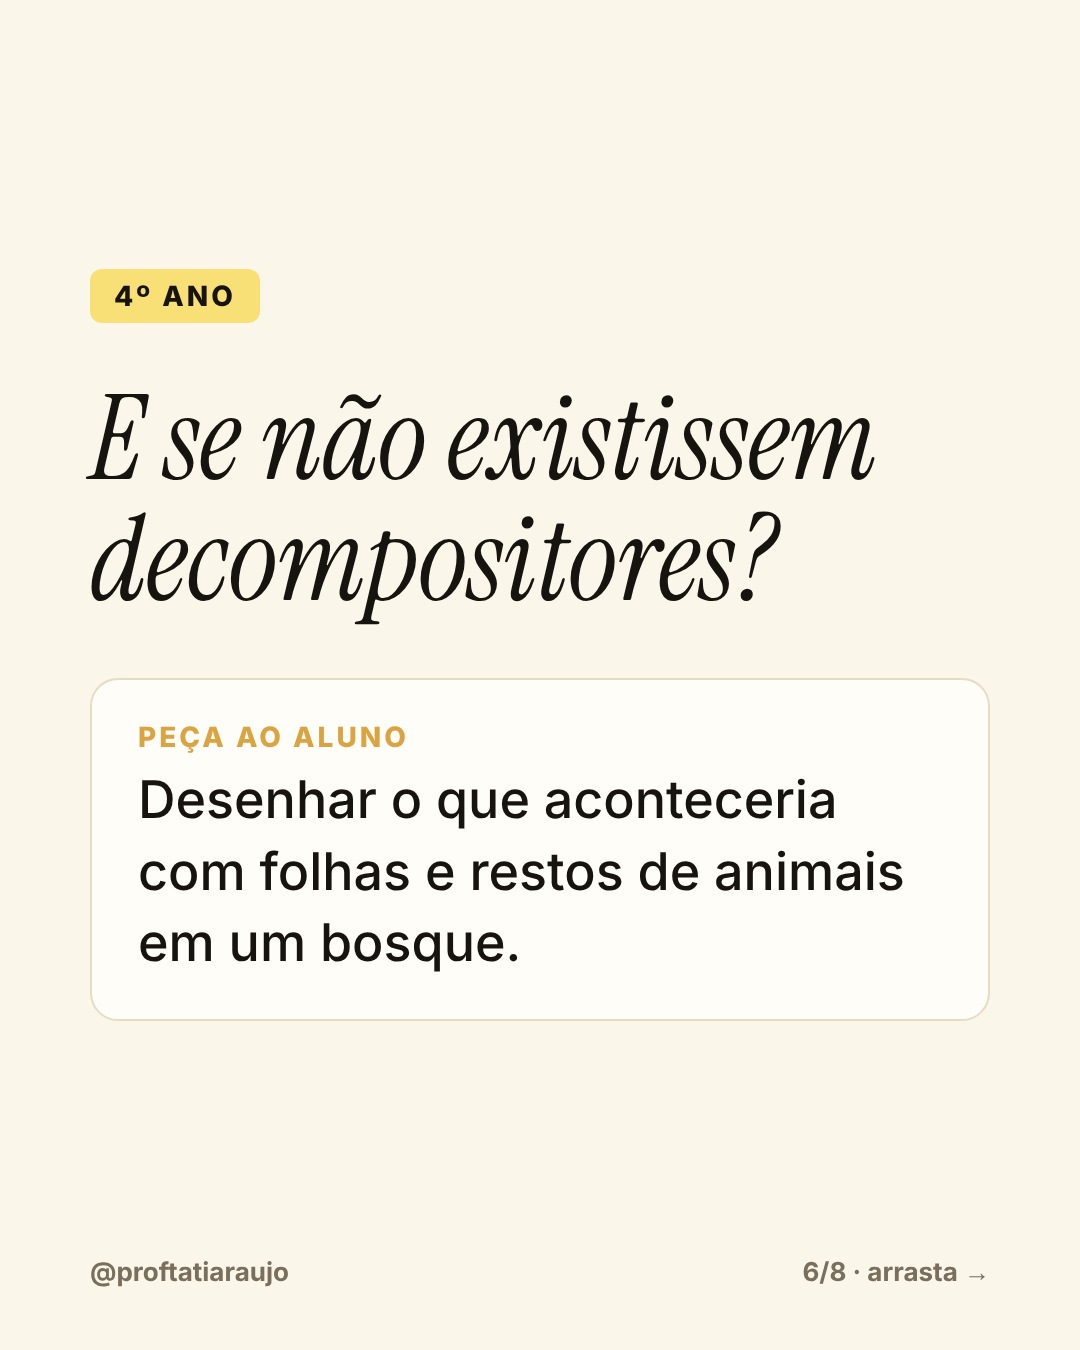 4º ANO
E se não existissem
decompositores?
PEÇA AO ALUNO
Desenhar o que aconteceria
com folhas e restos de animais
em um bosque.
@proftatiaraujo
6/8 · arrasta →